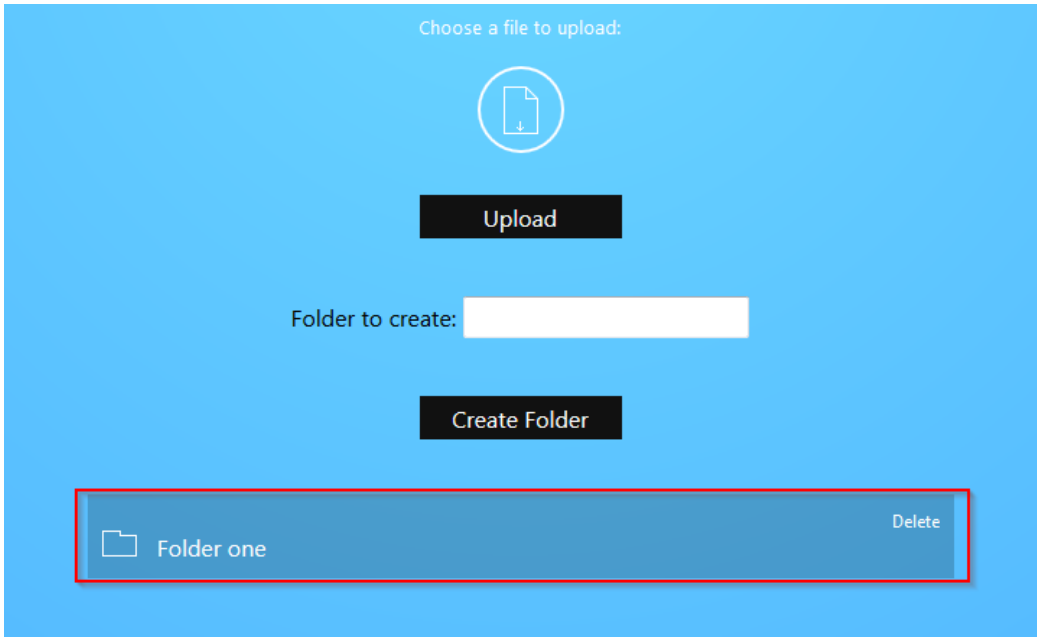 Choose a file to upload:
Upload
Folder to create:
Create Folder
Delete
Folder one